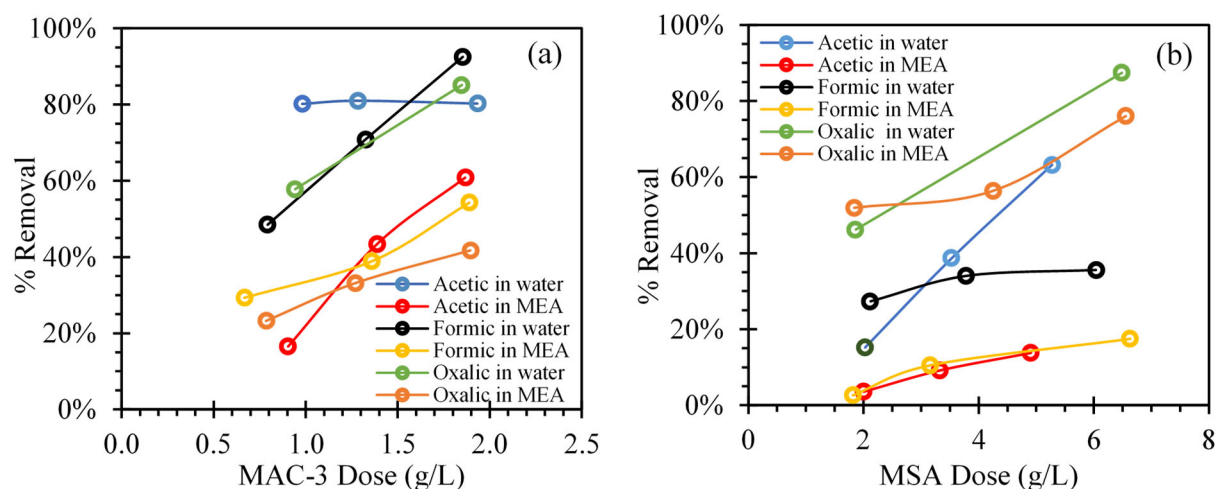 100%
80%
60%
40%
20%
0%
% Removal
(a)
Acetic in water
Acetic in MEA
Formic in water
Formic in MEA
Oxalic in water
Oxalic in MEA
0.0 0.5 1.0 1.5 2.0 2.5
MAC-3 Dose (g/L)
100%
80%
60%
40%
20%
0%
% Removal
(b)
Acetic in water
Acetic in MEA
Formic in water
Formic in MEA
Oxalic in water
Oxalic in MEA
2 4 6 8
MSA Dose (g/L)